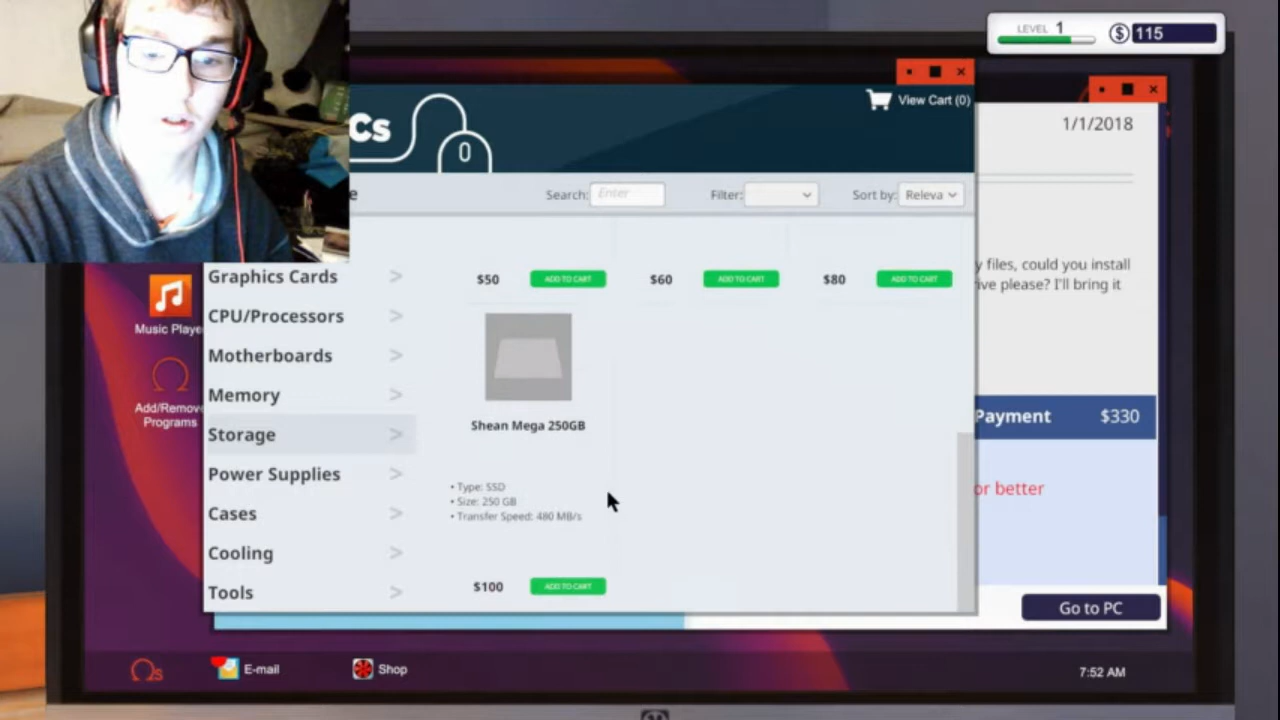 LEVEL 1
$ 115
View Cart (0)
Cs
1/1/2018
e
Search: Enter
Filter:
Sort by: Releva
Graphics Cards >
$50 ADD TO CART
$60 ADD TO CART
$80 ADD TO CART
y files, could you install
ive please? I'll bring it
Music Playe
CPU/Processors >
Motherboards >
Memory >
Add/Remov
Programs
Payment $330
Shean Mega 250GB
Storage >
Power Supplies >
• Type: SSD
• Size: 250 GB
• Transfer Speed: 480 MB/s
or better
Cases >
Cooling >
Tools >
$100 ADD TO CART
Go to PC
Ωs
E-mail
Shop
7:52 AM